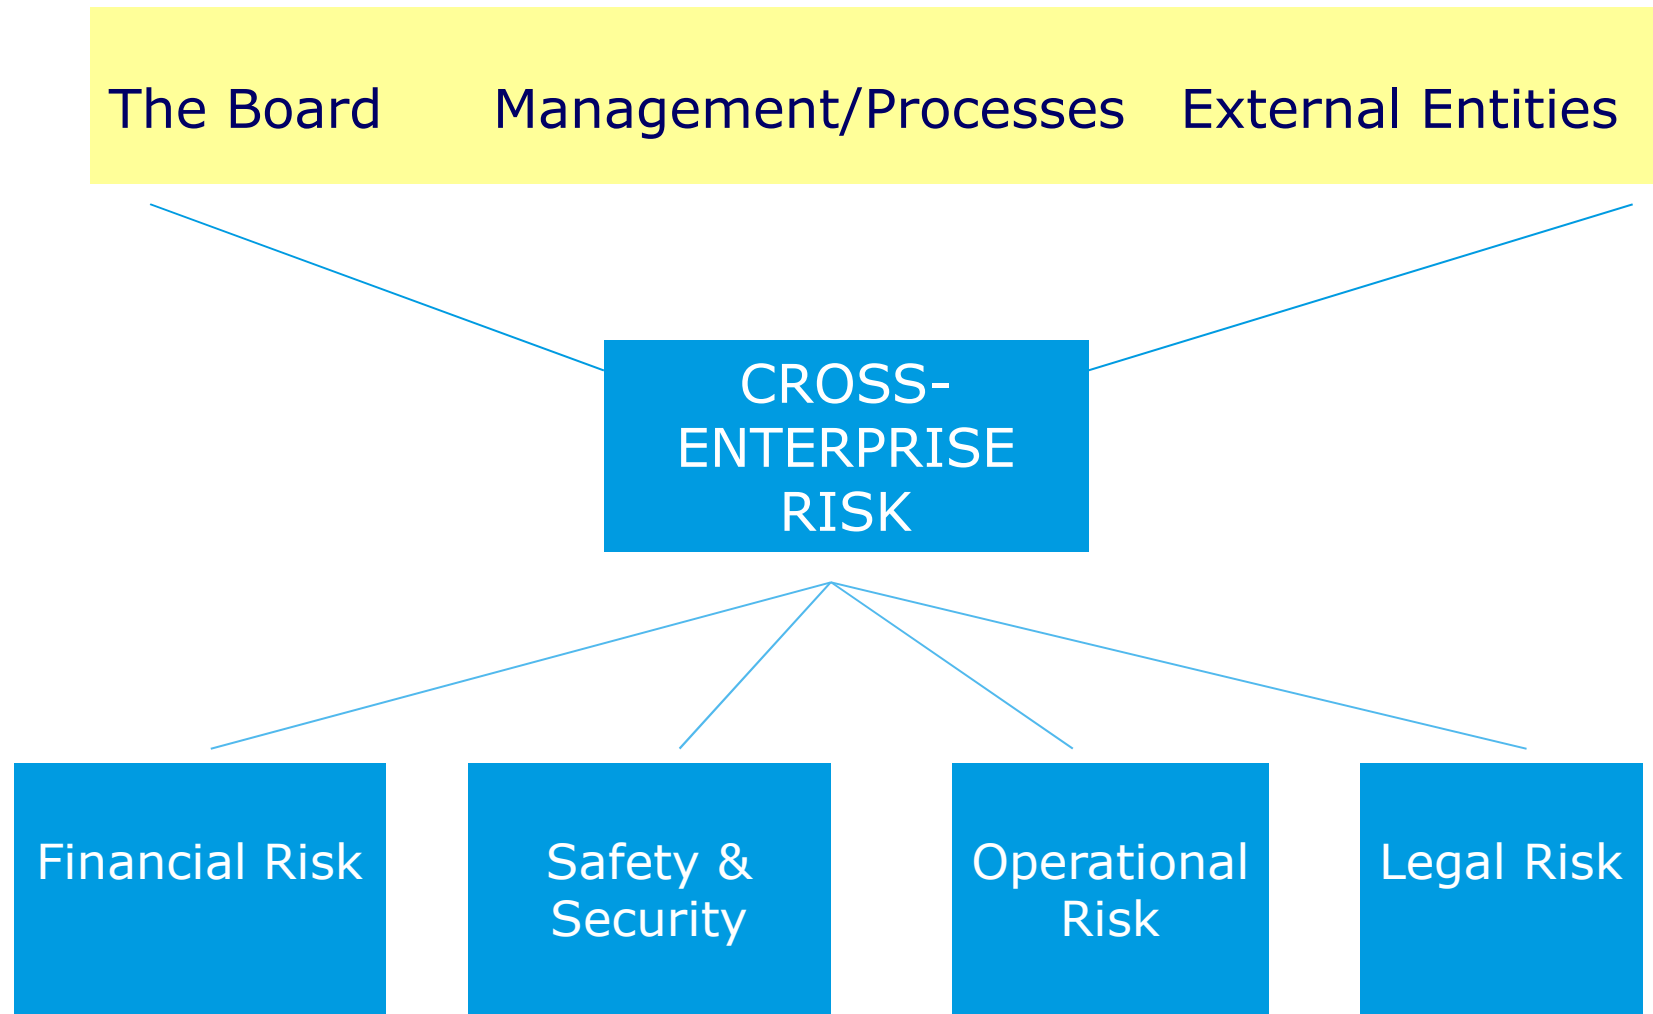 The Board Management/Processes External Entities
CROSS-
ENTERPRISE
RISK
Financial Risk
Safety &
Security
Operational
Risk
Legal Risk